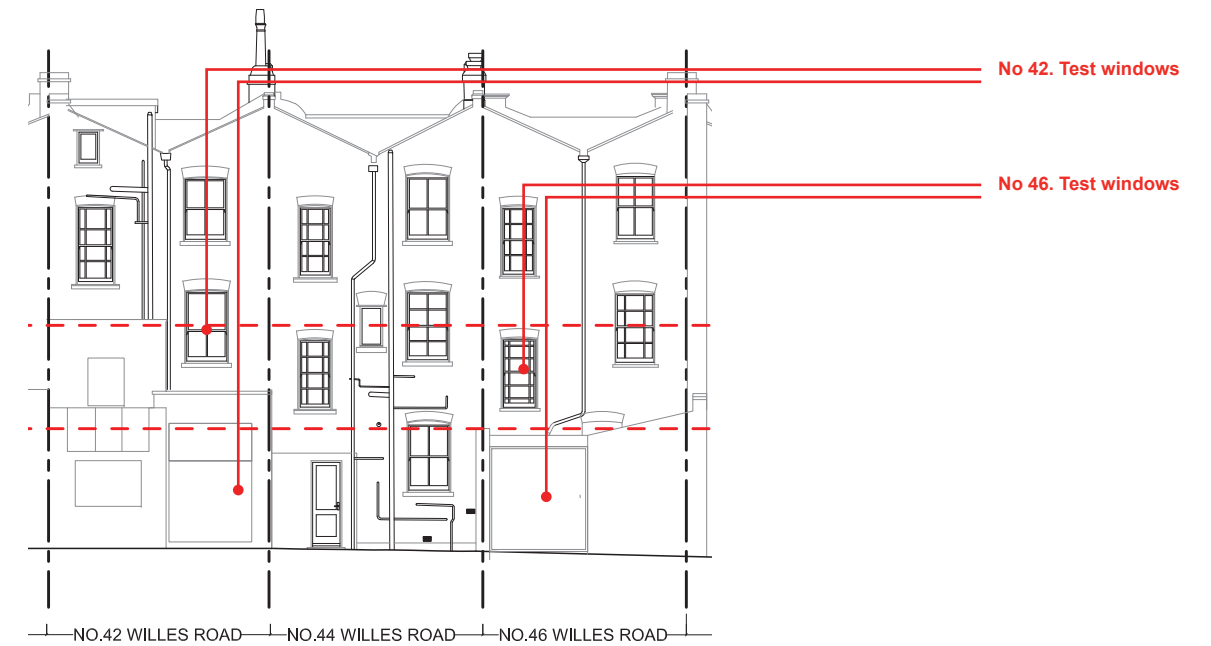 No 42. Test windows
No 46. Test windows
NO.42 WILLES ROAD
NO.44 WILLES ROAD
NO.46 WILLES ROAD